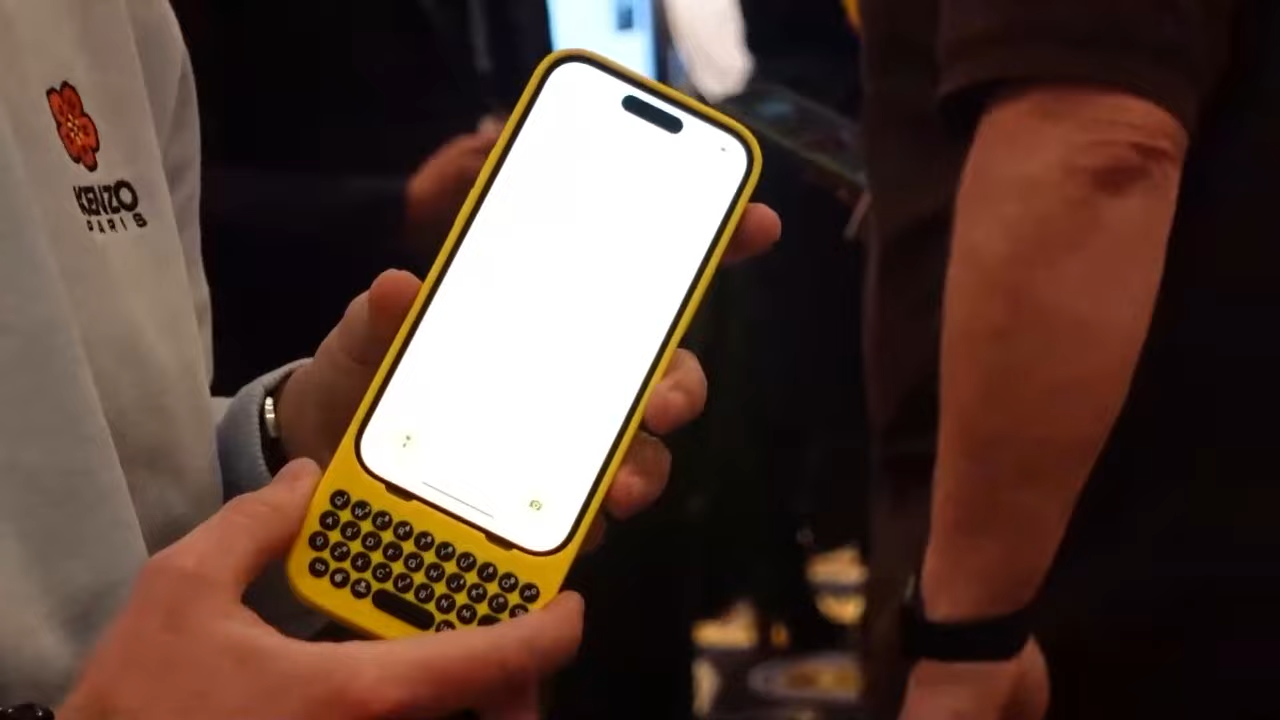 KENZO
PARIS
Q W E R T Y U I O P
A S D F G H J K L
Z X C V B N M